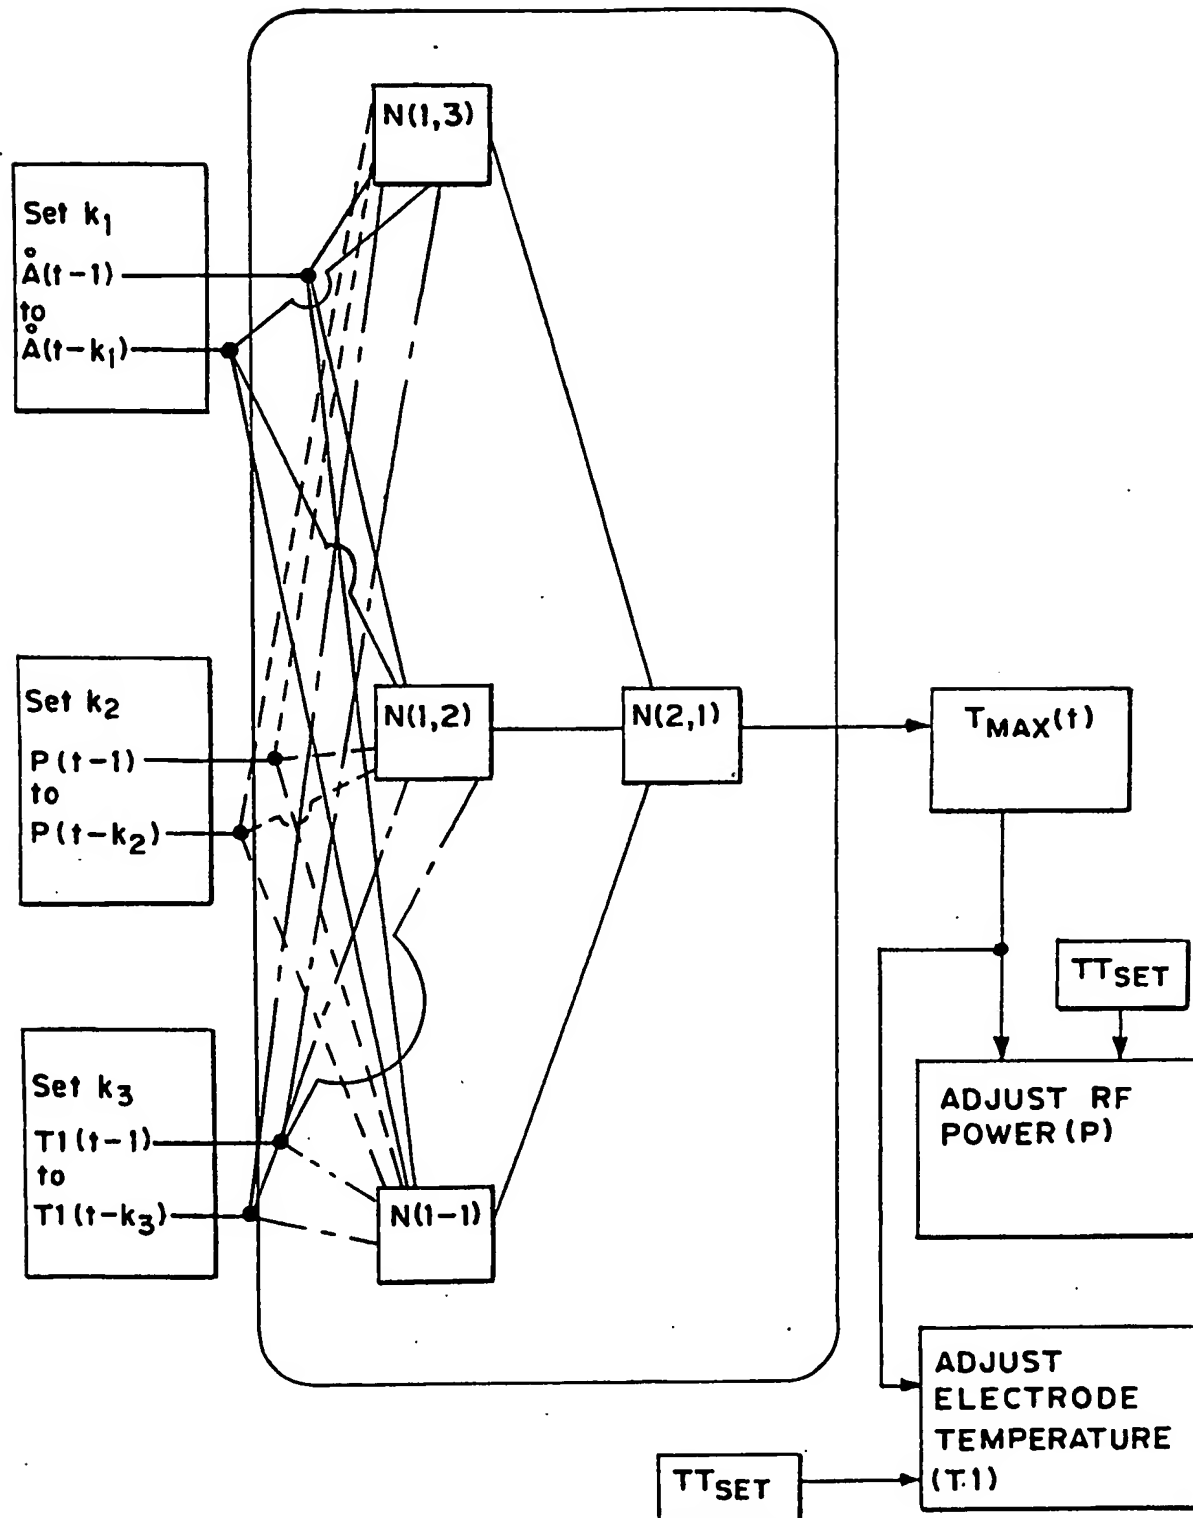 N(1,3)
Set k₁
Å(t-1)
to
Å(t-k₁)
Set k₂
P(t-1)
to
P(t-k₂)
N(1,2)
N(2,1)
TMAX(t)
TTSET
ADJUST RF
POWER(P)
Set k₃
T1(t-1)
to
T1(t-k₃)
N(1-1)
ADJUST
ELECTRODE
TEMPERATURE
(T.1)
TTSET